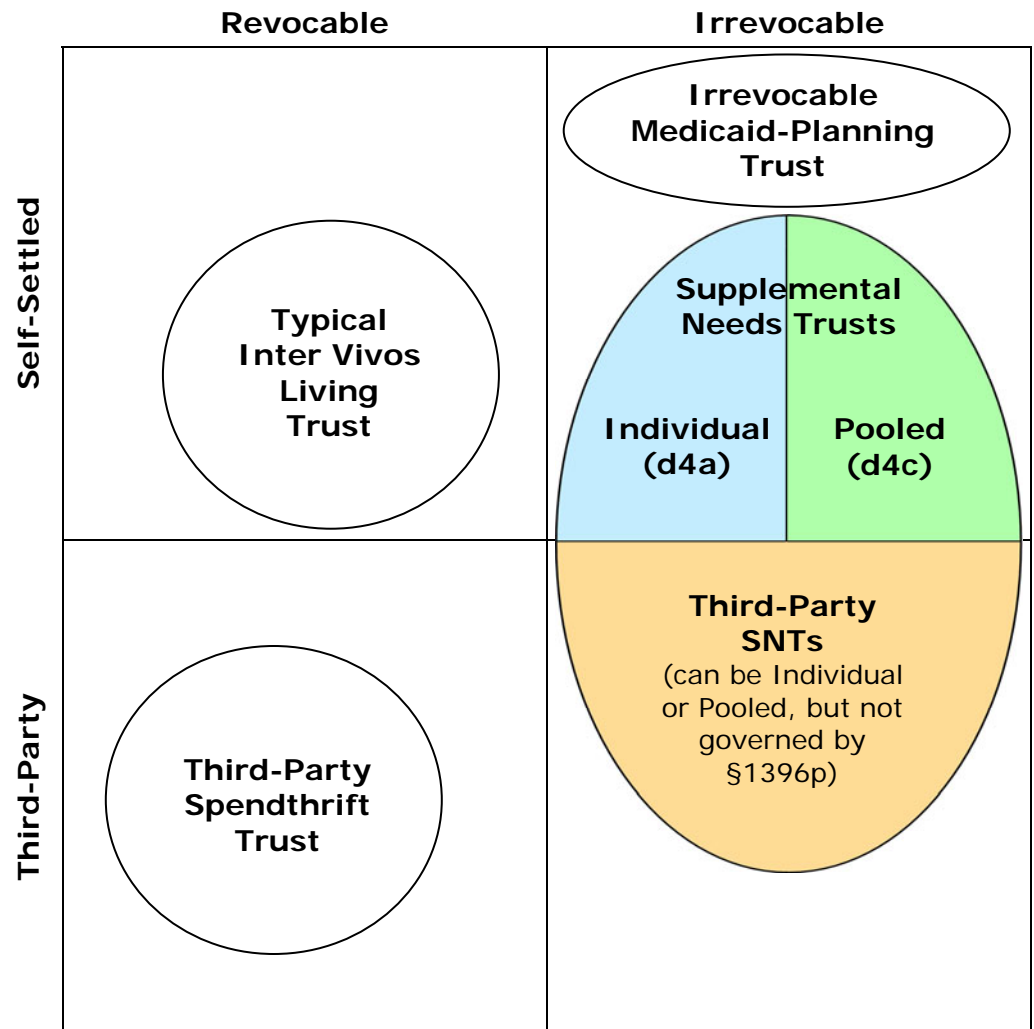 Revocable
Irrevocable
Self-Settled
Irrevocable
Medicaid-Planning
Trust
Typical
Inter Vivos
Living
Trust
Supplemental
Needs Trusts
Individual
(d4a)
Pooled
(d4c)
Third-Party
Third-Party
Spendthrift
Trust
Third-Party
SNTs
(can be Individual
or Pooled, but not
governed by
§1396p)